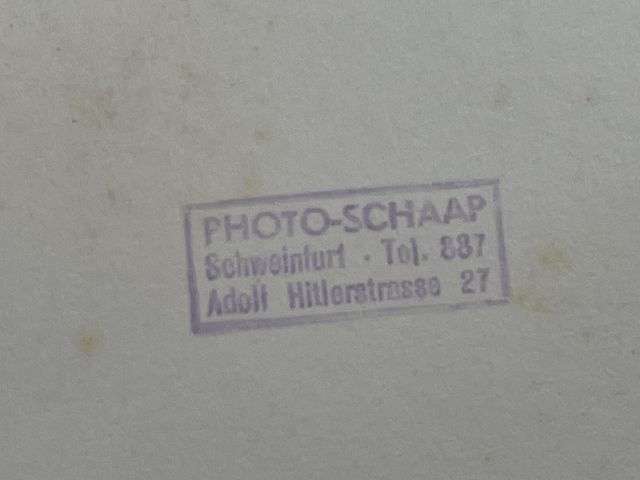 PHOTO-SCHAAP
Schweinfurt · Tel. 887
Adolf Hitlerstrasse 27